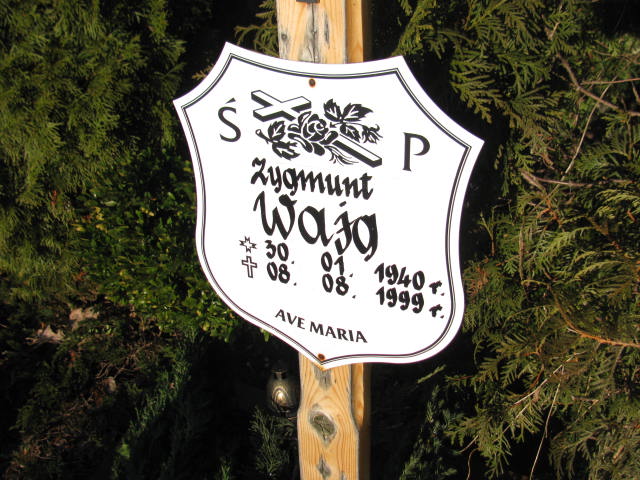 Ś P
Zygmunt
Wajg
30. 01. 1940 r.
08. 08. 1999 r.
AVE MARIA